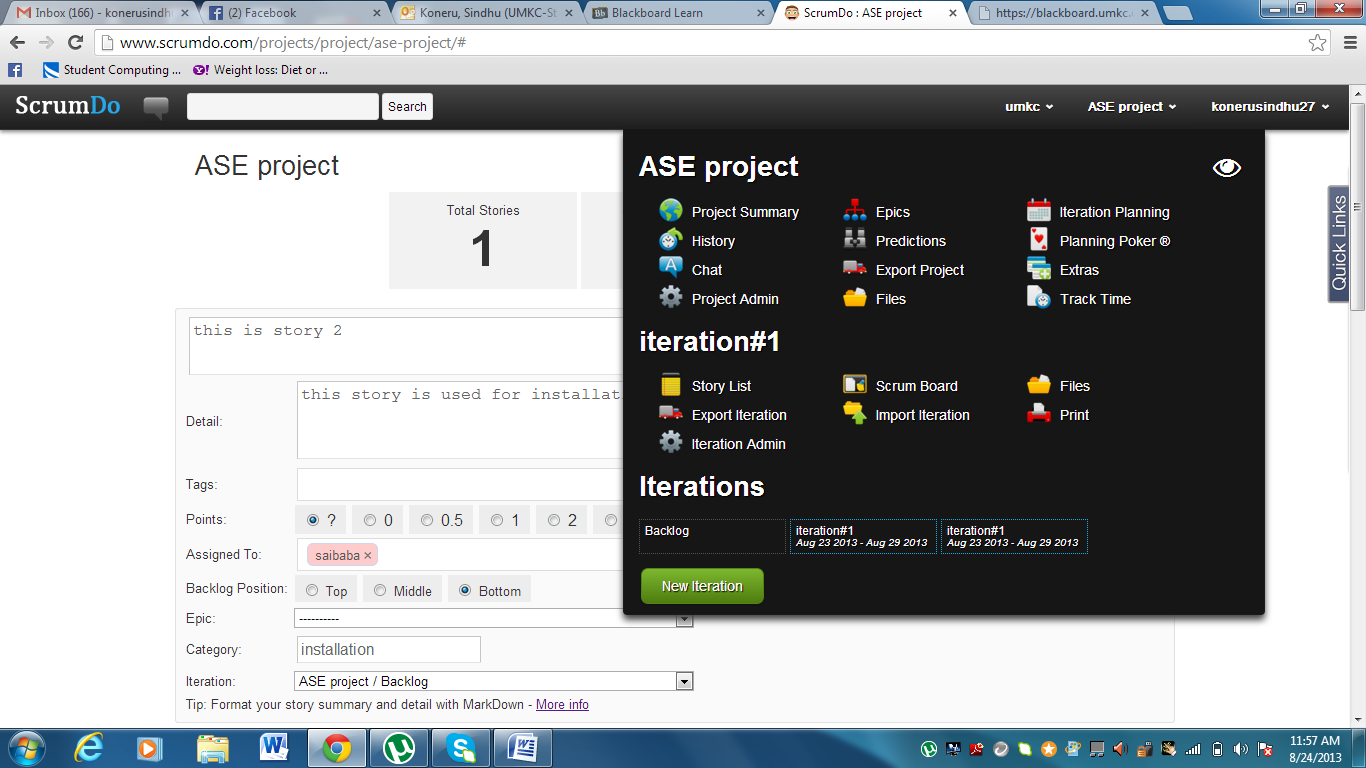 Inbox (166) - konerusindh
(2) Facebook
Koneru, Sindhu (UMKC-St
Blackboard Learn
ScrumDo : ASE project
https://blackboard.umkc.
www.scrumdo.com/projects/project/ase-project/#
Student Computing ...
Weight loss: Diet or ...
ScrumDo
Search
umkc
ASE project
konerusindhu27
ASE project
Total Stories
1
this is story 2
Detail:
this story is used for installati
Tags:
Points:
? 0 0.5 1 2
Assigned To:
saibaba ×
Backlog Position:
Top Middle Bottom
Epic:
----------
Category:
installation
Iteration:
ASE project / Backlog
Tip: Format your story summary and detail with MarkDown - More info
ASE project
Project Summary Epics Iteration Planning
History Predictions Planning Poker ®
Chat Export Project Extras
Project Admin Files Track Time
iteration#1
Story List Scrum Board Files
Export Iteration Import Iteration Print
Iteration Admin
Iterations
Backlog
iteration#1
Aug 23 2013 - Aug 29 2013
iteration#1
Aug 23 2013 - Aug 29 2013
New Iteration
Quick Links
11:57 AM
8/24/2013